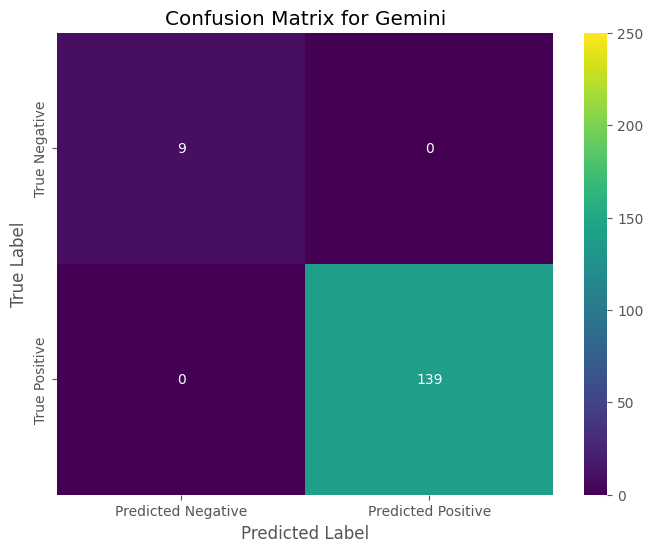 Confusion Matrix for Gemini
True Label
True Negative
True Positive
9
0
0
139
Predicted Negative
Predicted Positive
Predicted Label
250
200
150
100
50
0